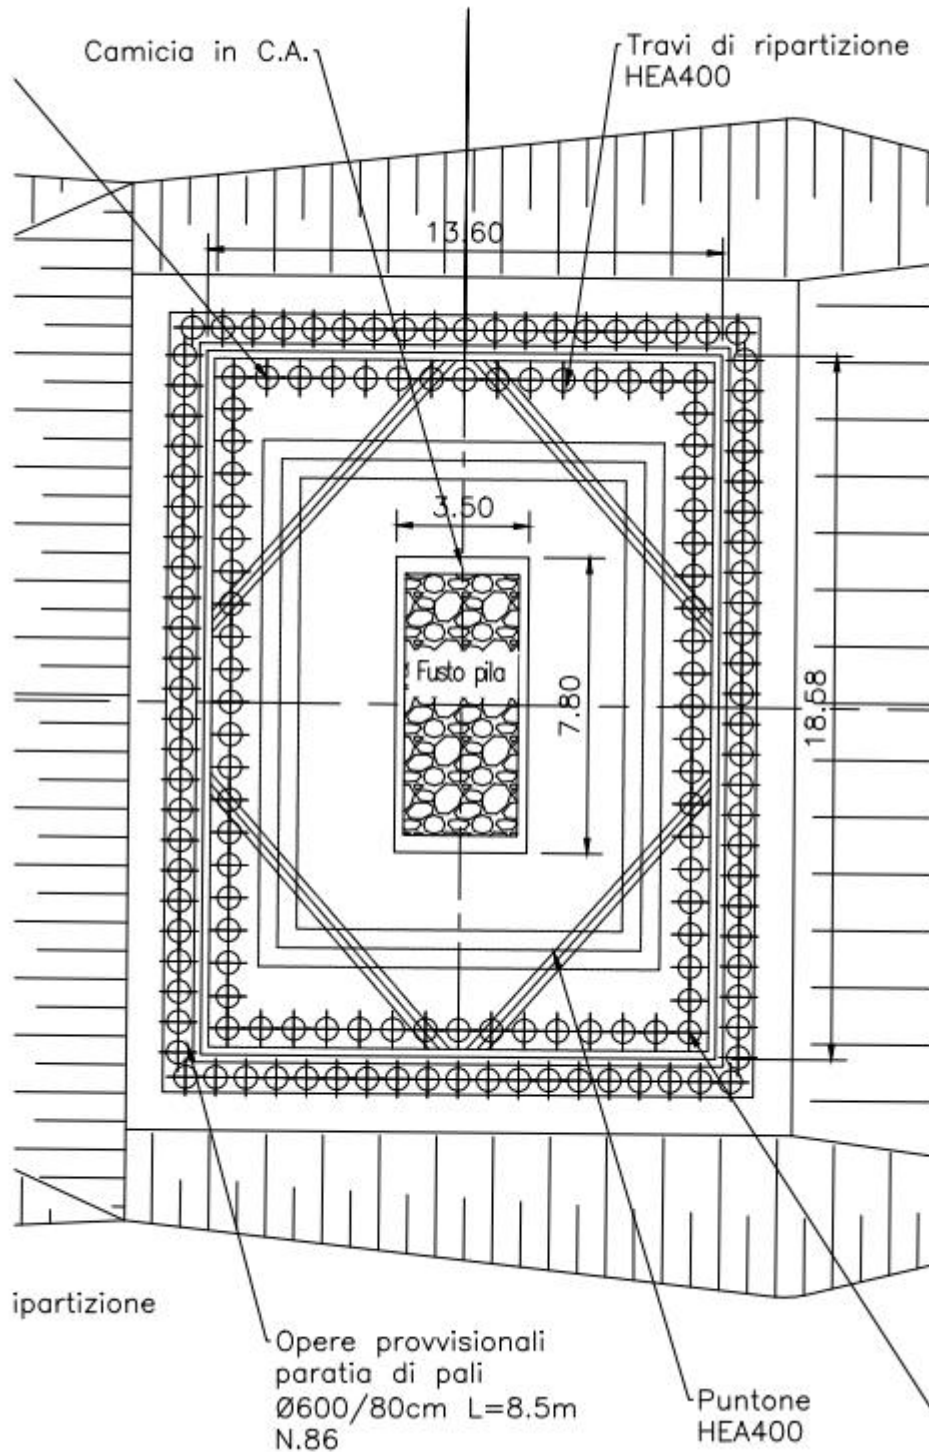 Camicia in C.A.
Travi di ripartizione
HEA400
13.60
3.50
Fusto pila
7.80
18.58
ipartizione
Opere provvisionali
paratia di pali
Ø600/80cm L=8.5m
N.86
Puntone
HEA400